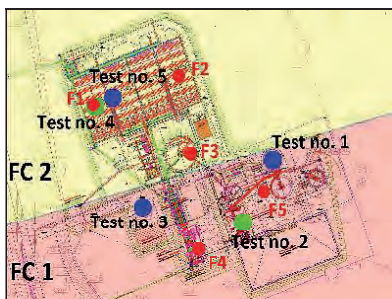 Test no. 5
F2
F1
Test no. 4
F3
Test no. 1
FC 2
F5
Test no. 3
Test no. 2
F4
FC 1